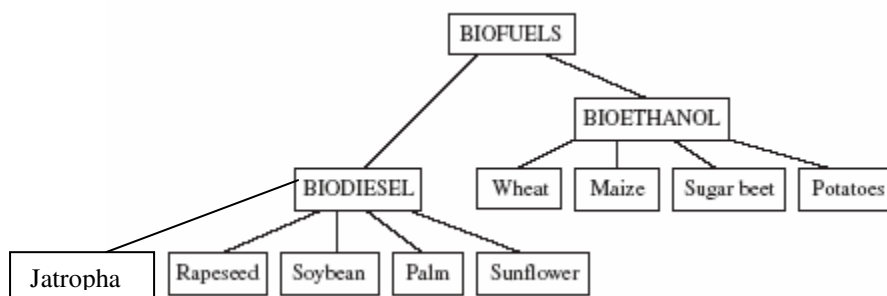 BIOFUELS
BIOETHANOL
BIODIESEL
Wheat
Maize
Sugar beet
Potatoes
Jatropha
Rapeseed
Soybean
Palm
Sunflower